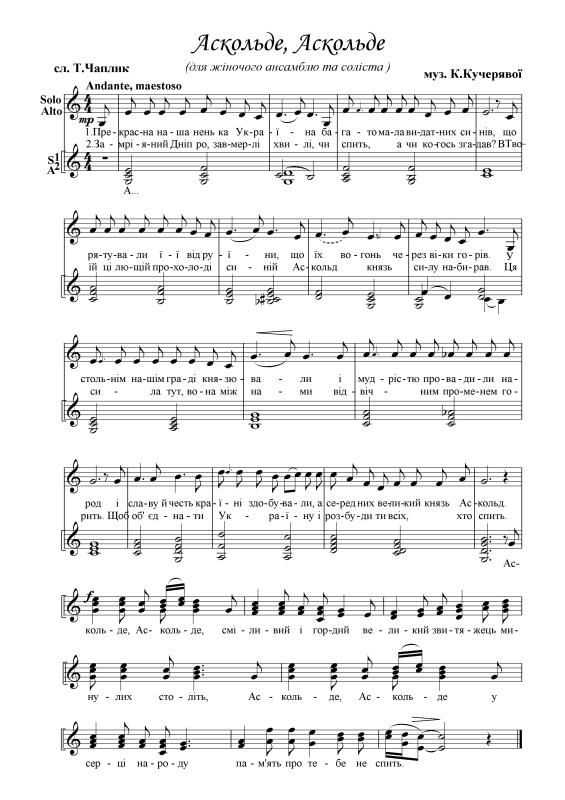 Аскольде, Аскольде
(для жіночого ансамблю та соліста )
сл. Т.Чаплик
муз. К.Кучерявої
Andante, maestoso
Solo
Alto
mp
1.Пре-крас-на на-ша нень ка Ук-ра-ї-на ба-га-то ма-ла ви-дат-них си-нів, що
2.За-мрі-я-ний Дніп ро, зав-мер-лі хви-лі, чи спить, а чи ко-гось зга-дав? В Тво-
S1
A2
А...
ря-ту-ва-ли ї-ї від ру-ї-ни, що їх во-гонь че-рез ві-ки го-рів. У
ій ці лю-щій про-хо-ло-ді си-ній Ас-кольд князь си-лу на-би-рав. Ця
столь-нім на-шім гра-ді кня-зю-ва-ли і муд-ріс-тю про-ва-ди-ли на-
си-ла тут, во-на між на-ми від-віч-ним про-ме-нем го-
род і сла-ву й честь кра-ї-ні здо-бу-ва-ли, а се-ред них ве-ли-кий князь Ас-кольд.
рить. Щоб об' єд-на-ти Ук-ра-ї-ну і роз-бу-ти ти всіх, хто спить.
Ас-
f
коль-де, Ас-коль-де, смі-ли-вий і гор-дий ве-ли-кий зви-тя-жець ми-
ну-лих сто-літь, Ас-коль-де, Ас-коль-де у
сер-ці на-ро-ду па-м'ять про те-бе не спить.